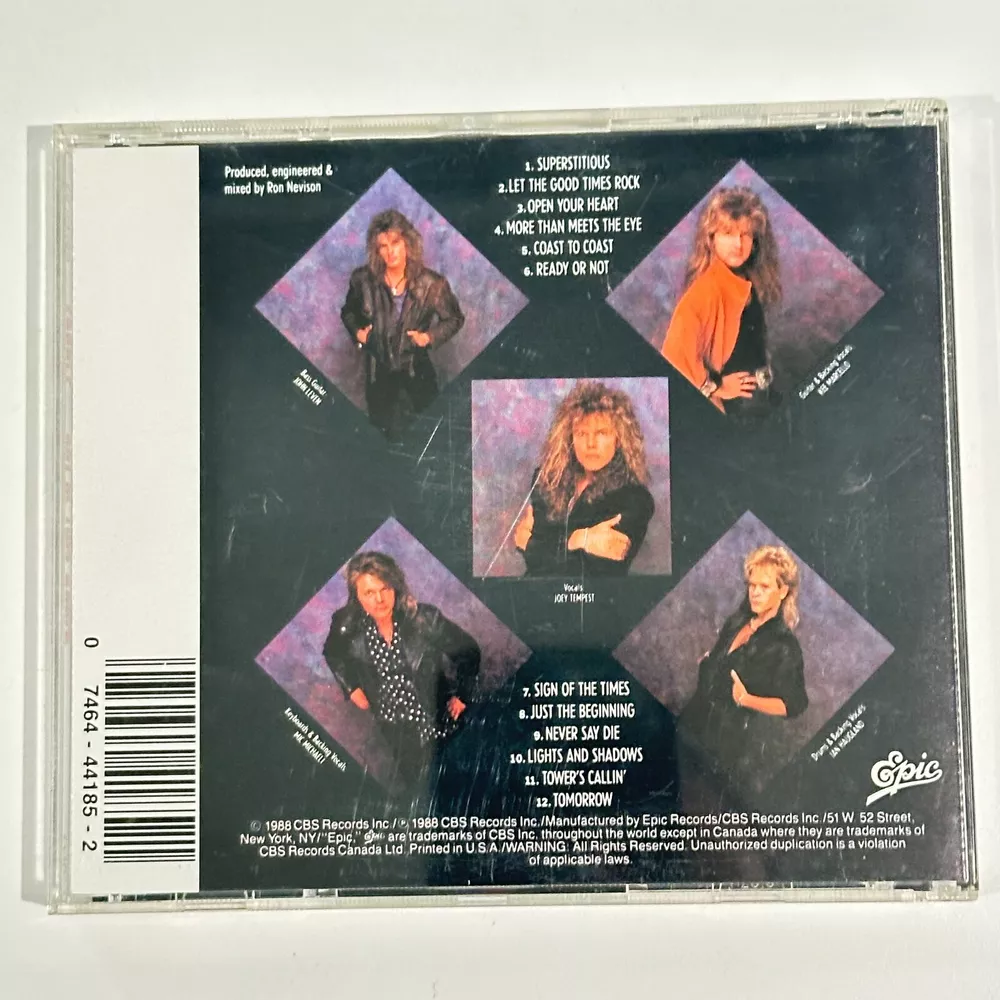 Produced, engineered &
mixed by Ron Nevison
1. SUPERSTITIOUS
2. LET THE GOOD TIMES ROCK
3. OPEN YOUR HEART
4. MORE THAN MEETS THE EYE
5. COAST TO COAST
6. READY OR NOT
Bass Guitar
JOHN LEVEN
Guitar & Backing Vocals
KEE MARCELLO
Vocals
JOEY TEMPEST
Keyboards & Backing Vocals
MIC MICHAELI
Drums & Backing Vocals
IAN HAUGLAND
7. SIGN OF THE TIMES
8. JUST THE BEGINNING
9. NEVER SAY DIE
10. LIGHTS AND SHADOWS
11. TOWER'S CALLIN'
12. TOMORROW
Epic
© 1988 CBS Records Inc./℗ 1988 CBS Records Inc./Manufactured by Epic Records/CBS Records Inc./51 W. 52 Street,
New York, NY/"Epic," Epic are trademarks of CBS Inc. throughout the world except in Canada where they are trademarks of
CBS Records Canada Ltd. Printed in U.S.A./WARNING: All Rights Reserved. Unauthorized duplication is a violation
of applicable laws.
0 7464-44185-2